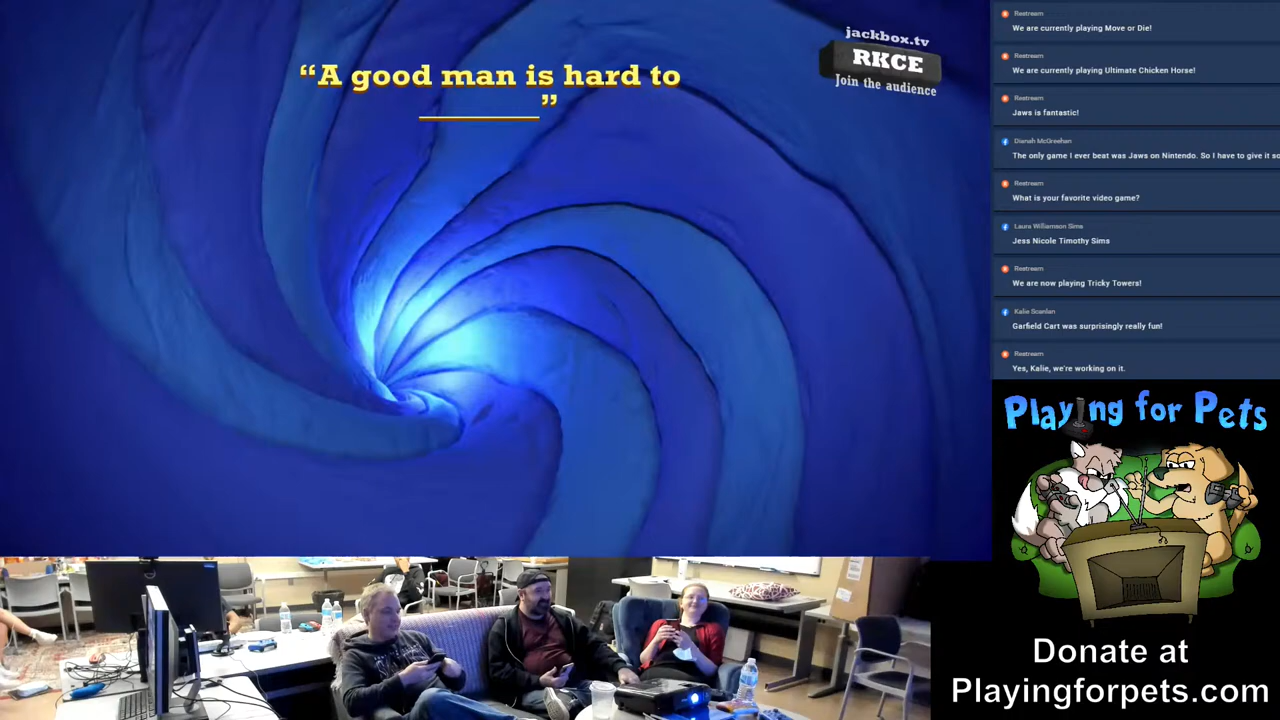 “A good man is hard to
________”
jackbox.tv
RKCE
Join the audience
Restream
We are currently playing Move or Die!
Restream
We are currently playing Ultimate Chicken Horse!
Restream
Jaws is fantastic!
Dianah McGreehan
The only game I ever beat was Jaws on Nintendo. So I have to give it so
Restream
What is your favorite video game?
Laura Williamson Sims
Jess Nicole Timothy Sims
Restream
We are now playing Tricky Towers!
Kalie Scanlan
Garfield Cart was surprisingly really fun!
Restream
Yes, Kalie, we're working on it.
Playing for Pets
Donate at
Playingforpets.com